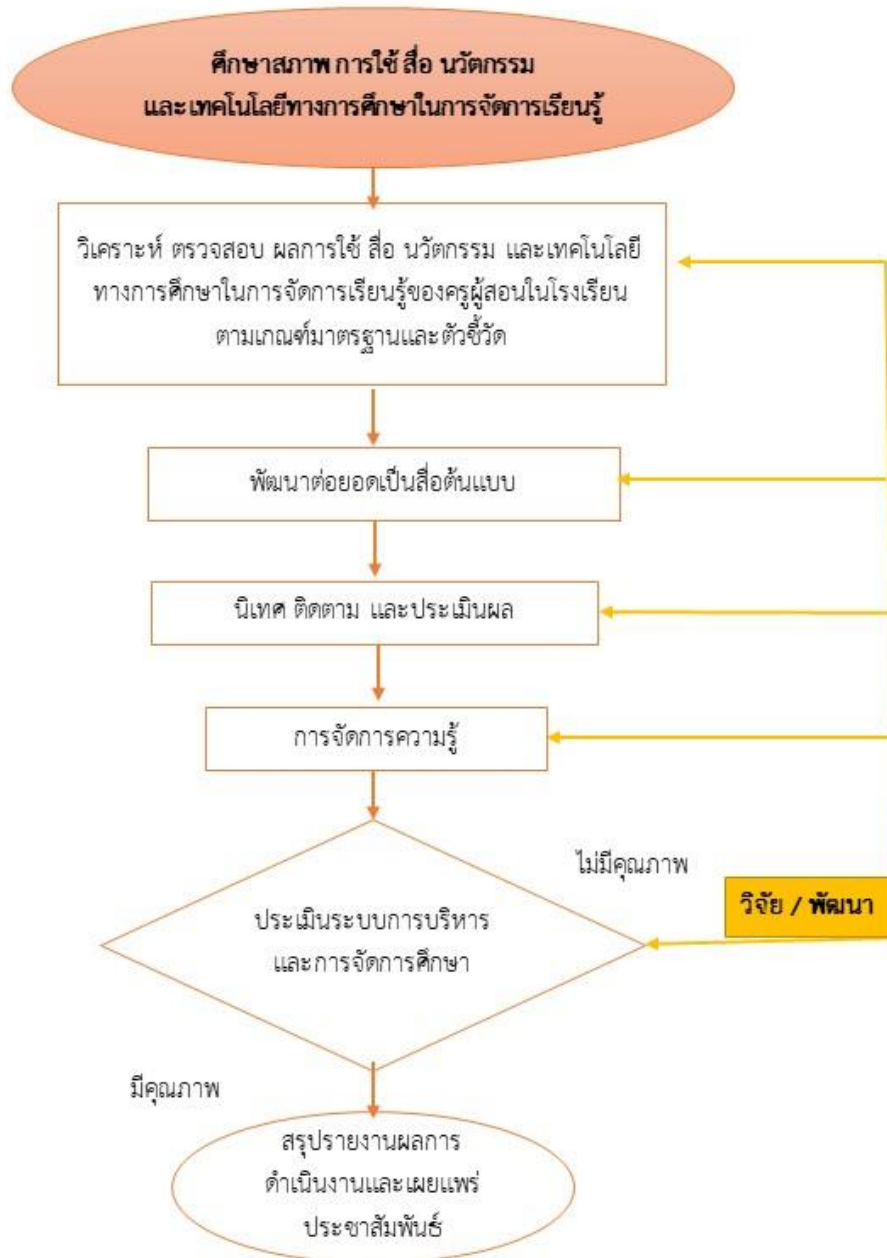 ศึกษาสภาพ การใช้ สื่อ นวัตกรรม
และเทคโนโลยีทางการศึกษาในการจัดการเรียนรู้
วิเคราะห์ ตรวจสอบ ผลการใช้ สื่อ นวัตกรรม และเทคโนโลยี
ทางการศึกษาในการจัดการเรียนรู้ของครูผู้สอนในโรงเรียน
ตามเกณฑ์มาตรฐานและตัวชี้วัด
พัฒนาต่อยอดเป็นสื่อต้นแบบ
นิเทศ ติดตาม และประเมินผล
การจัดการความรู้
ไม่มีคุณภาพ
วิจัย / พัฒนา
ประเมินระบบการบริหาร
และการจัดการศึกษา
มีคุณภาพ
สรุปรายงานผลการ
ดำเนินงานและเผยแพร่
ประชาสัมพันธ์